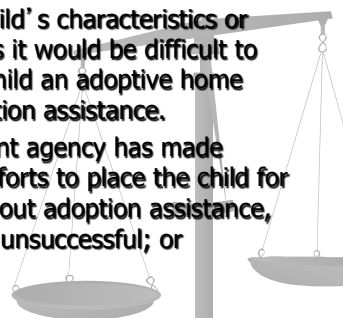 ild's characteristics or
s it would be difficult to
hild an adoptive home
tion assistance.
nt agency has made
forts to place the child for
out adoption assistance,
unsuccessful; or